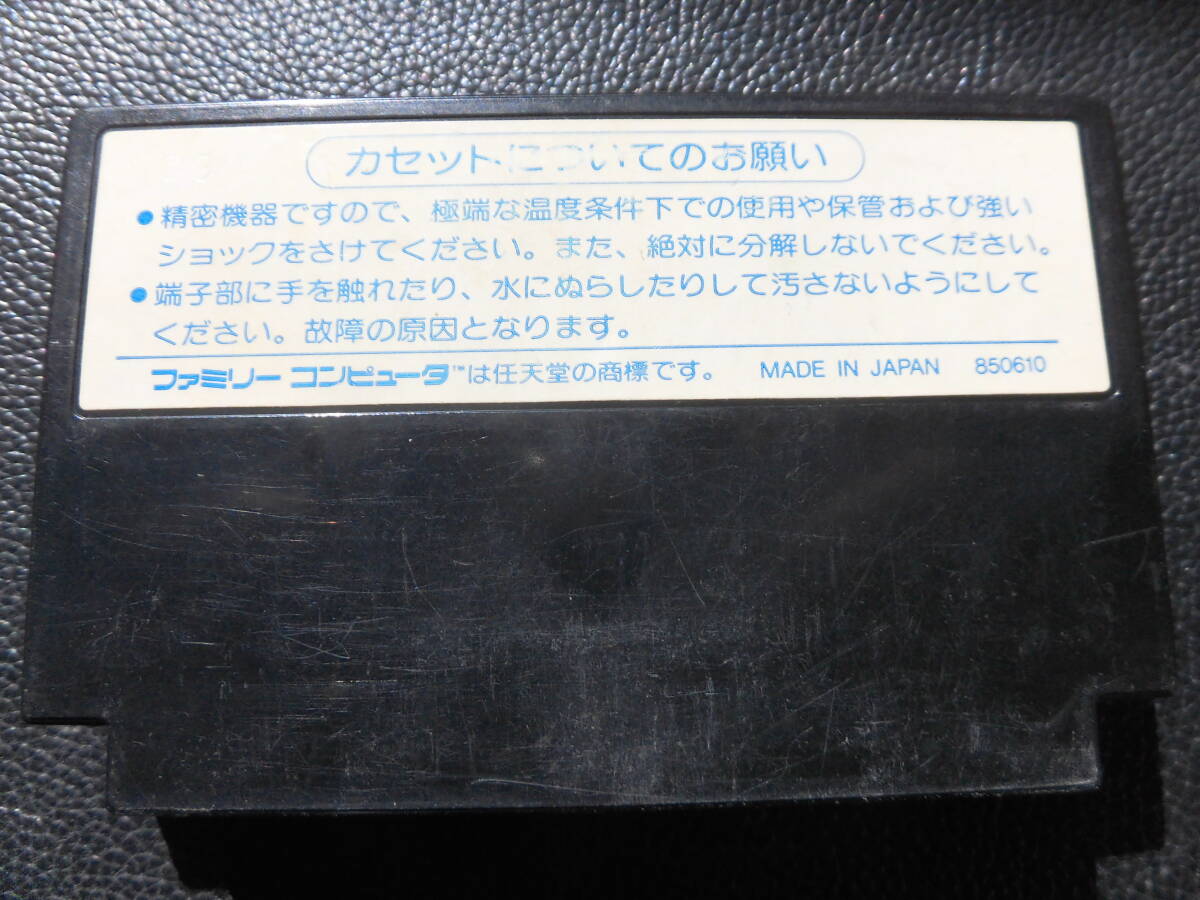 カセットについてのお願い
●精密機器ですので、極端な温度条件下での使用や保管および強い
ショックをさけてください。また、絶対に分解しないでください。
●端子部に手を触れたり、水にぬらしたりして汚さないようにして
ください。故障の原因となります。
ファミリーコンピュータ™は任天堂の商標です。 MADE IN JAPAN 850610